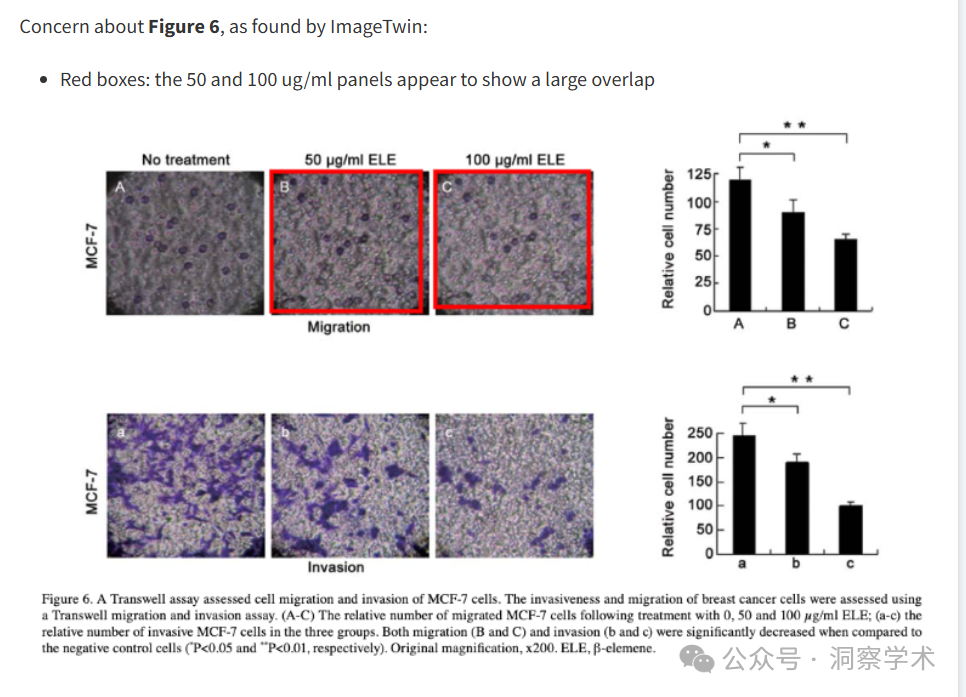 Concern about Figure 6, as found by ImageTwin:
• Red boxes: the 50 and 100 ug/ml panels appear to show a large overlap
No treatment
50 µg/ml ELE
100 µg/ml ELE
MCF-7
A
B
C
Migration
Relative cell number
125
100
75
50
25
0
* *
*
A
B
C
MCF-7
a
b
c
Invasion
Relative cell number
250
200
150
100
50
0
* *
*
a
b
c
Figure 6. A Transwell assay assessed cell migration and invasion of MCF-7 cells. The invasiveness and migration of breast cancer cells were assessed using
a Transwell migration and invasion assay. (A-C) The relative number of migrated MCF-7 cells following treatment with 0, 50 and 100 µg/ml ELE; (a-c) the
relative number of invasive MCF-7 cells in the three groups. Both migration (B and C) and invasion (b and c) were significantly decreased when compared to
the negative control cells (*P<0.05 and **P<0.01, respectively). Original magnification, x200. ELE, β-elemene.
公众号 · 洞察学术